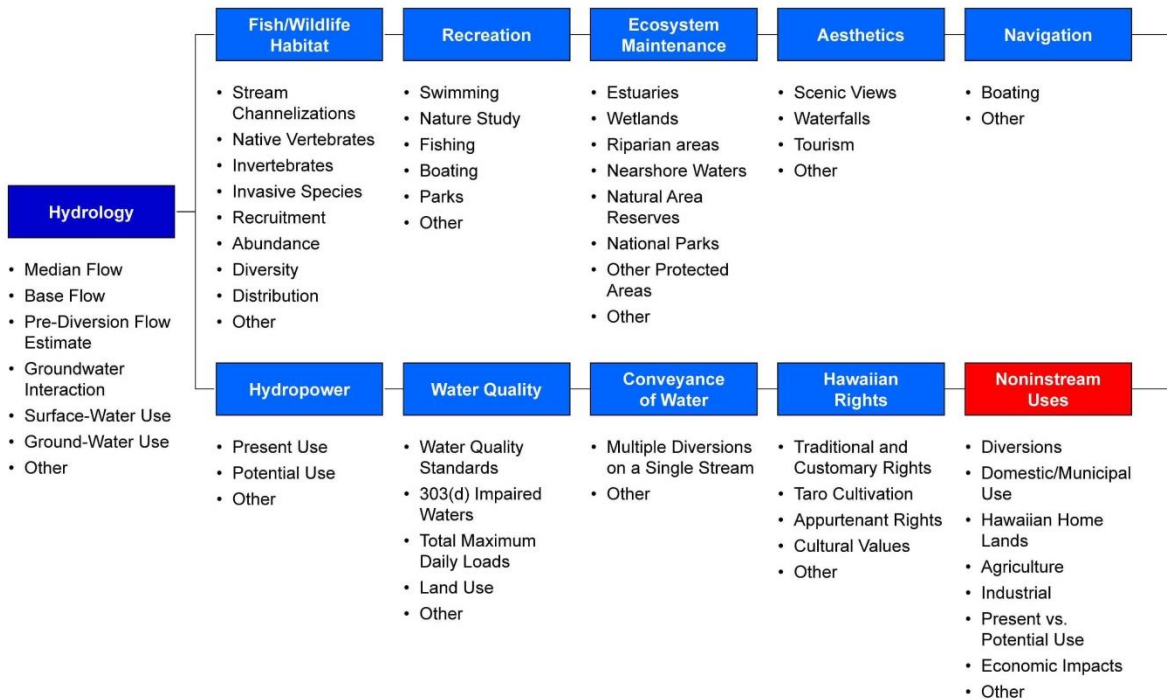 Fish/Wildlife
Habitat
• Stream
Channelizations
• Native Vertebrates
• Invertebrates
• Invasive Species
• Recruitment
• Abundance
• Diversity
• Distribution
• Other
Recreation
• Swimming
• Nature Study
• Fishing
• Boating
• Parks
• Other
Ecosystem
Maintenance
• Estuaries
• Wetlands
• Riparian areas
• Nearshore Waters
• Natural Area
Reserves
• National Parks
• Other Protected
Areas
• Other
Aesthetics
• Scenic Views
• Waterfalls
• Tourism
• Other
Navigation
• Boating
• Other
Hydrology
• Median Flow
• Base Flow
• Pre-Diversion Flow
Estimate
• Groundwater
Interaction
• Surface-Water Use
• Ground-Water Use
• Other
Hydropower
• Present Use
• Potential Use
• Other
Water Quality
• Water Quality
Standards
• 303(d) Impaired
Waters
• Total Maximum
Daily Loads
• Land Use
• Other
Conveyance
of Water
• Multiple Diversions
on a Single Stream
• Other
Hawaiian
Rights
• Traditional and
Customary Rights
• Taro Cultivation
• Appurtenant Rights
• Cultural Values
• Other
Noninstream
Uses
• Diversions
• Domestic/Municipal
Use
• Hawaiian Home
Lands
• Agriculture
• Industrial
• Present vs.
Potential Use
• Economic Impacts
• Other